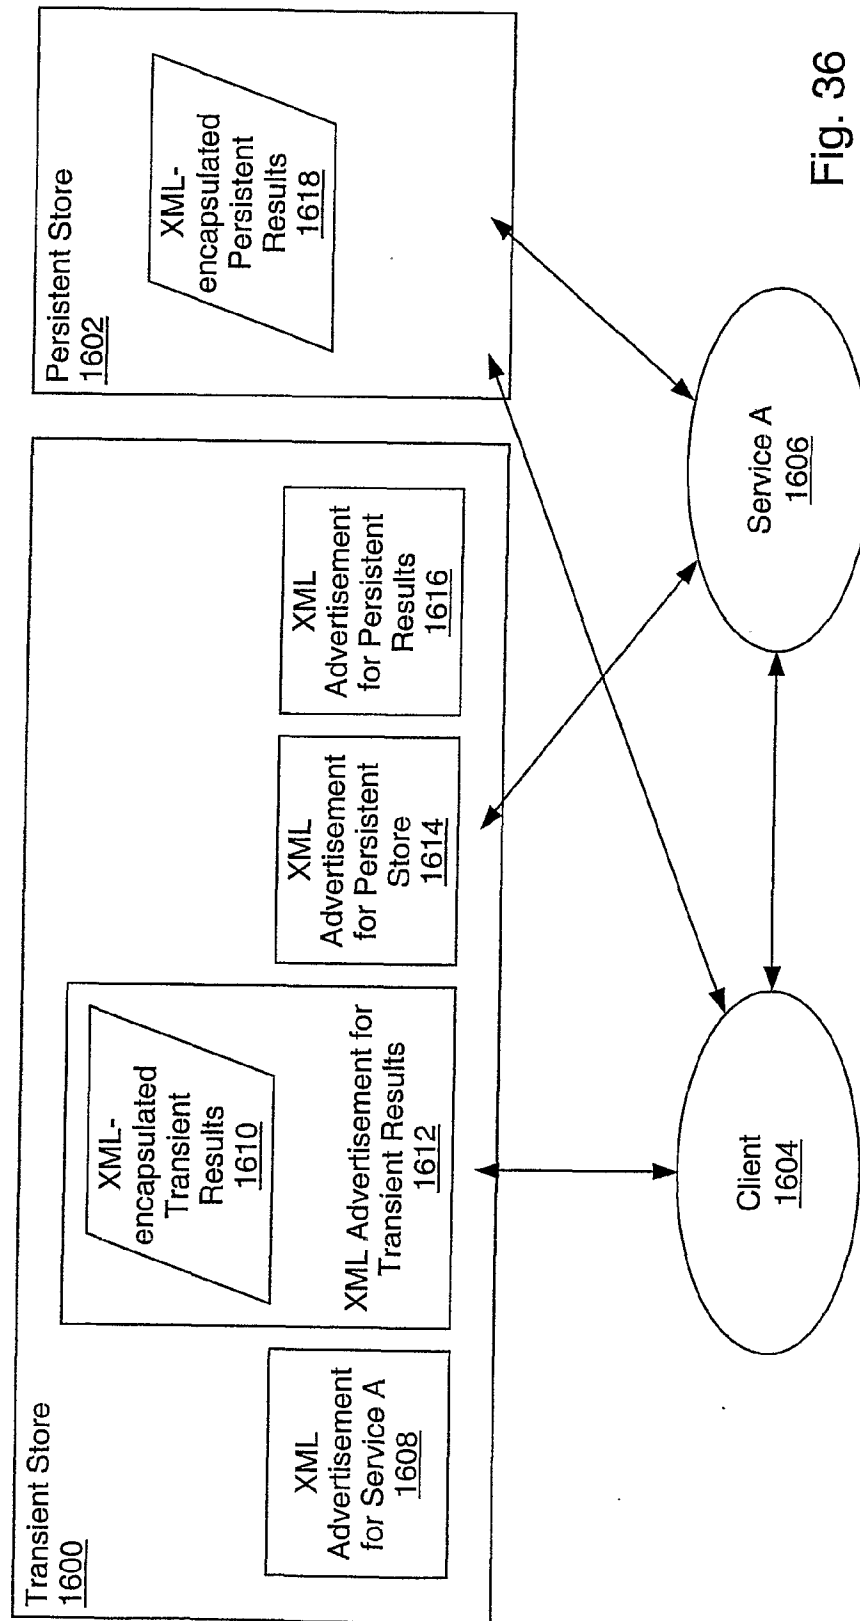 Transient Store
1600
XML
Advertisement
for Service A
1608
XML-
encapsulated
Transient
Results
1610
XML Advertisement for
Transient Results
1612
XML
Advertisement
for Persistent
Store
1614
XML
Advertisement
for Persistent
Results
1616
Persistent Store
1602
XML-
encapsulated
Persistent
Results
1618
Client
1604
Service A
1606
Fig. 36